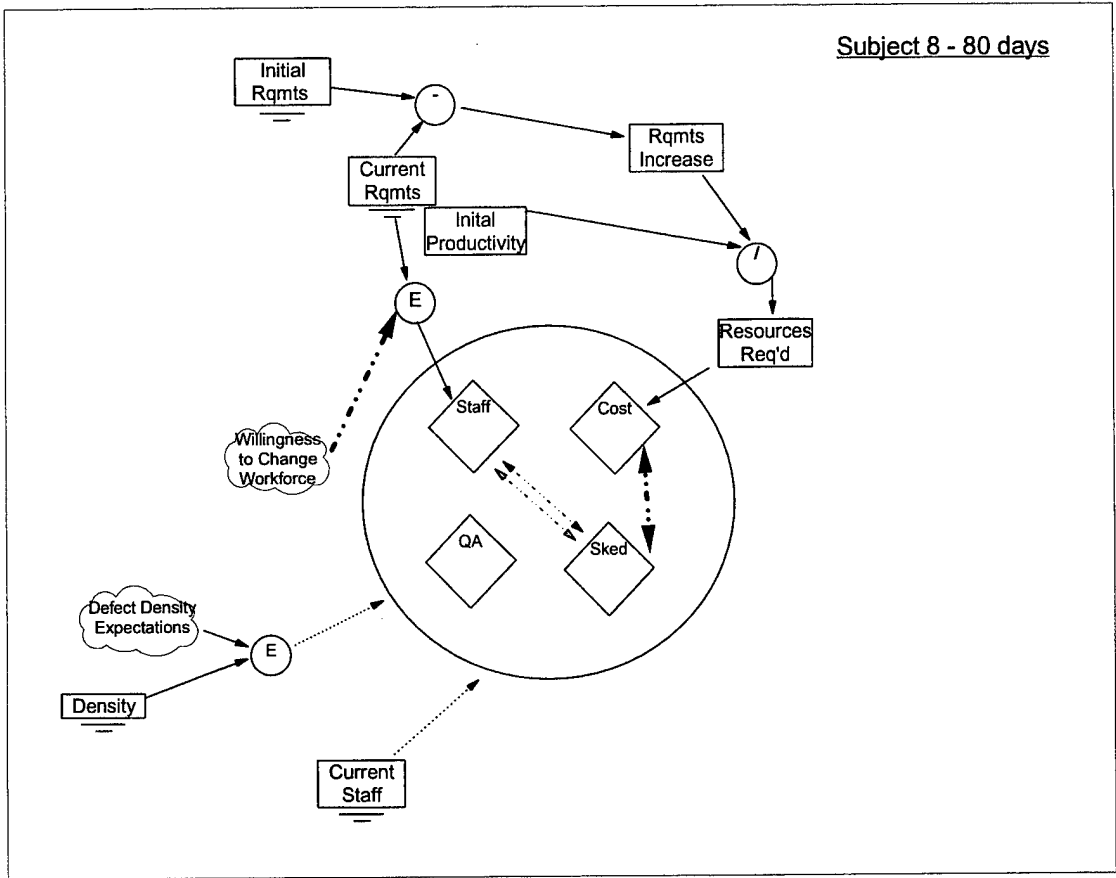 Subject 8 - 80 days
Initial
Rqmts
-
Rqmts
Increase
Current
Rqmts
Inital
Productivity
/
E
Resources
Req'd
Staff
Cost
Willingness
to Change
Workforce
QA
Sked
Defect Density
Expectations
E
Density
Current
Staff